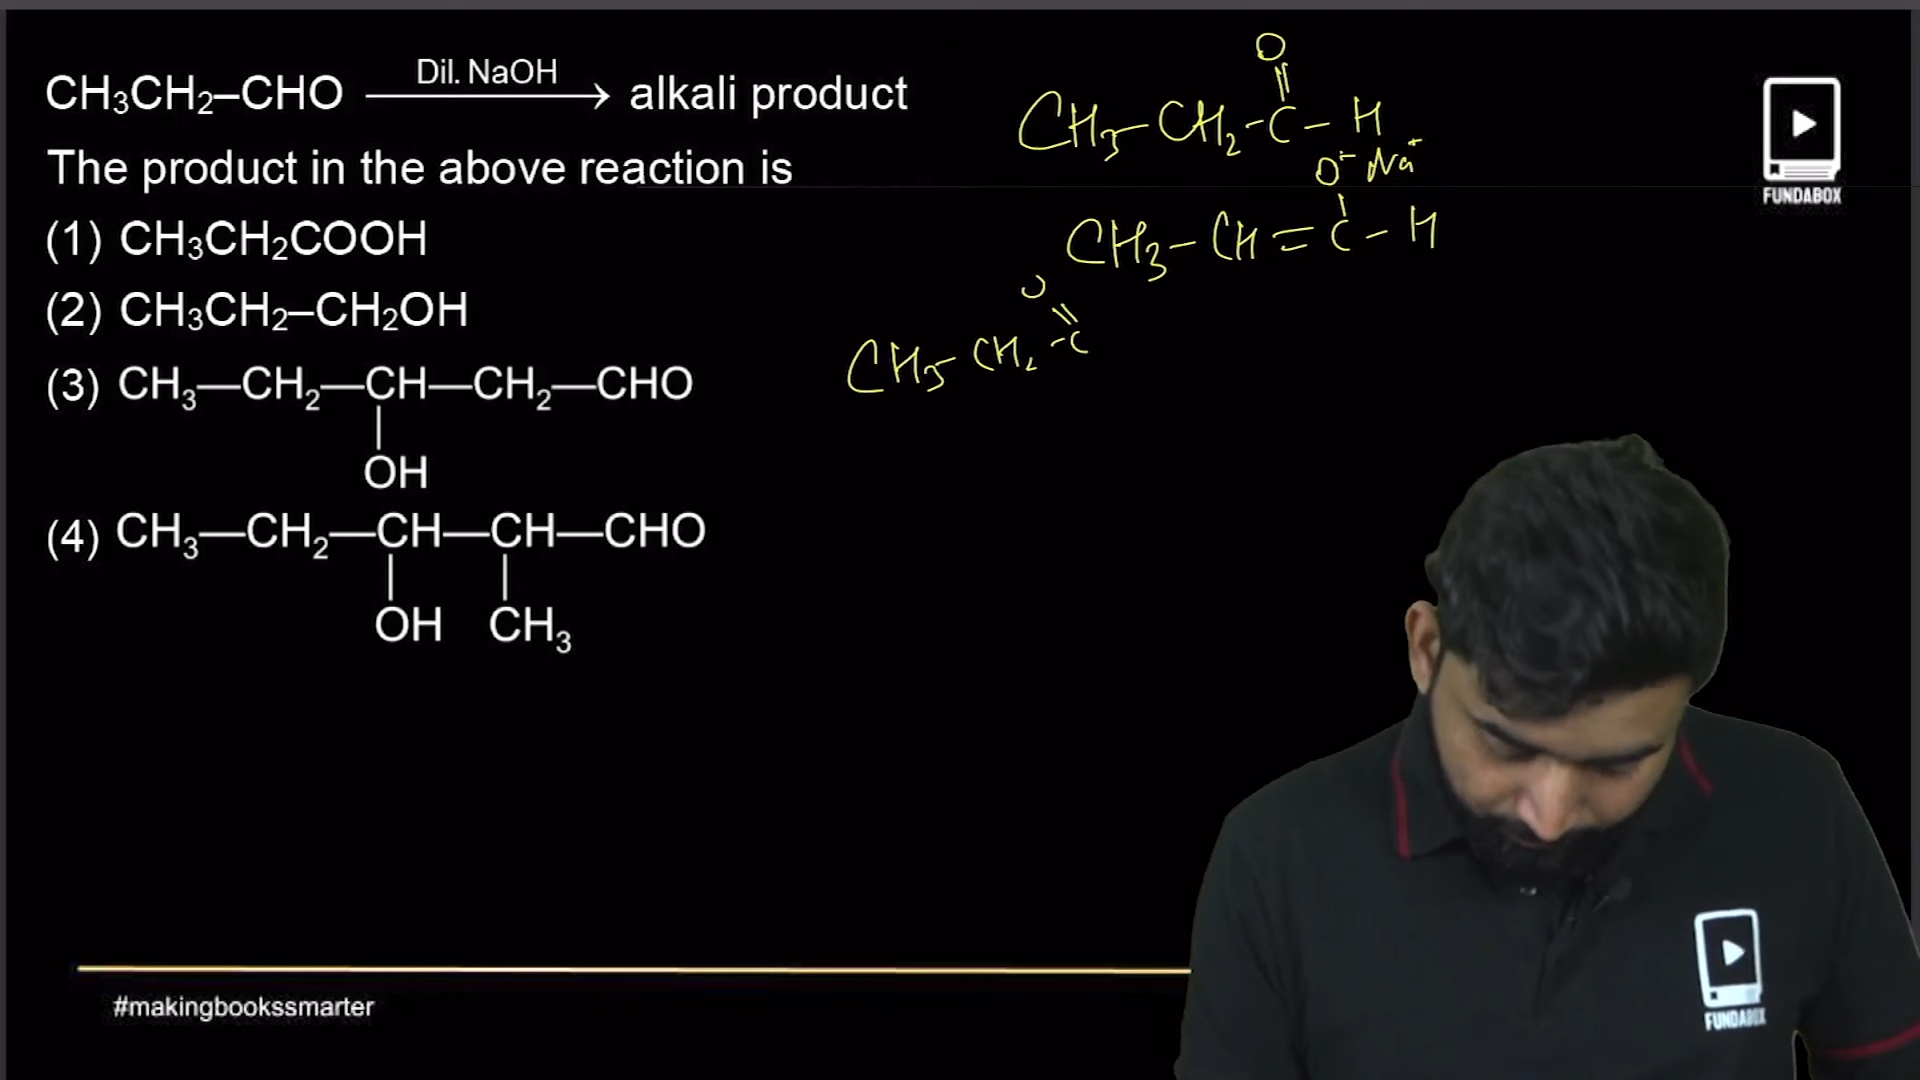 CH₃CH₂–CHO Dil. NaOH → alkali product
The product in the above reaction is
(1) CH₃CH₂COOH
(2) CH₃CH₂–CH₂OH
(3) CH₃—CH₂—CH—CH₂—CHO
OH
(4) CH₃—CH₂—CH—CH—CHO
OH CH₃
O
CH₃–CH₂–C–H
O⁻ Na⁺
CH₃–CH=C–H
O
CH₃–CH₂–C
FUNDABOX
FUNDABOX
#makingbookssmarter